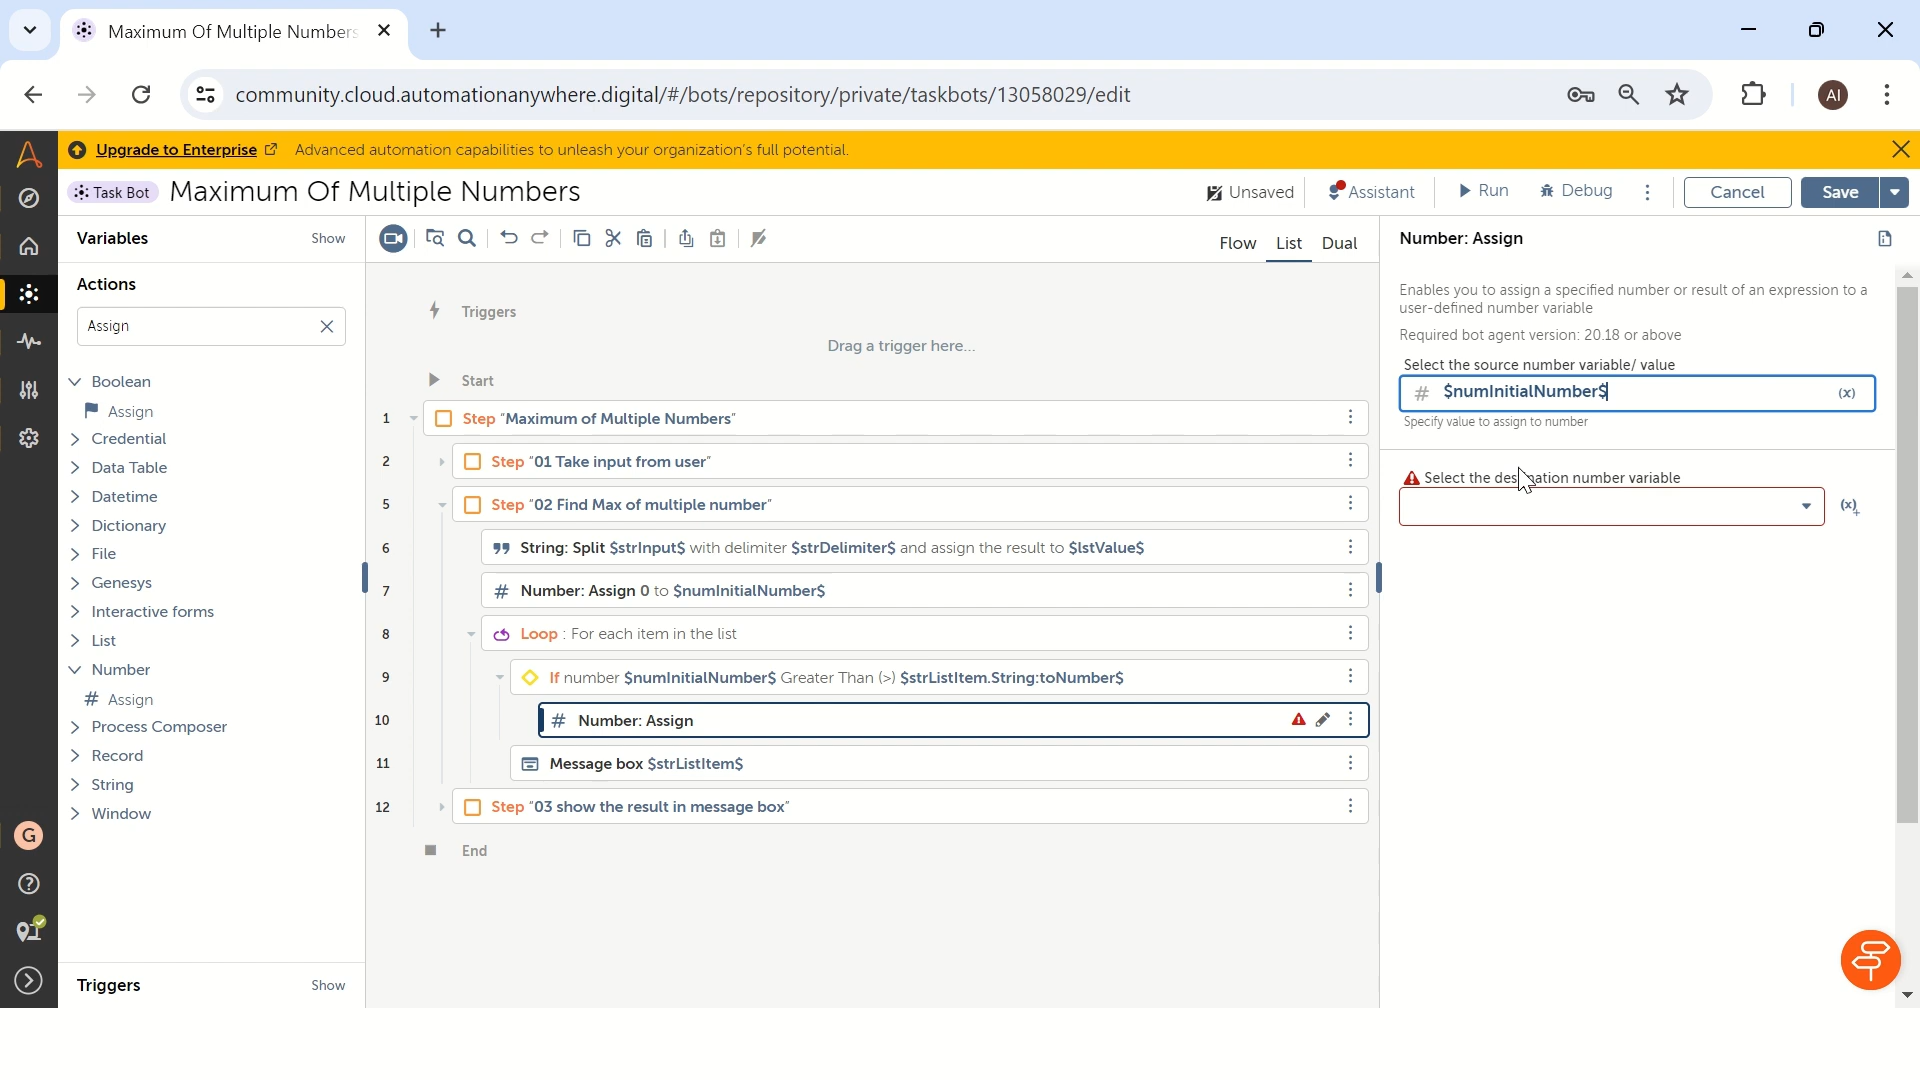 Maximum Of Multiple Numbers
community.cloud.automationanywhere.digital/#/bots/repository/private/taskbots/13058029/edit
AI
Upgrade to Enterprise Advanced automation capabilities to unleash your organization's full potential.
Task Bot Maximum Of Multiple Numbers
Unsaved
Assistant
Run
Debug
Cancel
Save
Variables
Show
Actions
Assign
Boolean
Assign
Credential
Data Table
Datetime
Dictionary
File
Genesys
Interactive forms
List
Number
Assign
Process Composer
Record
String
Window
G
Triggers
Show
Flow List Dual
Triggers
Drag a trigger here...
Start
1 Step "Maximum of Multiple Numbers"
2 Step "01 Take input from user"
5 Step "02 Find Max of multiple number"
6 String: Split $strInput$ with delimiter $strDelimiter$ and assign the result to $lstValue$
7 # Number: Assign 0 to $numInitialNumber$
8 Loop : For each item in the list
9 If number $numInitialNumber$ Greater Than (>) $strListItem.String:toNumber$
10 # Number: Assign
11 Message box $strListItem$
12 Step "03 show the result in message box"
End
Number: Assign
Enables you to assign a specified number or result of an expression to a
user-defined number variable
Required bot agent version: 20.18 or above
Select the source number variable/ value
# $numInitialNumber$ (x)
Specify value to assign to number
Select the destination number variable
(x)+